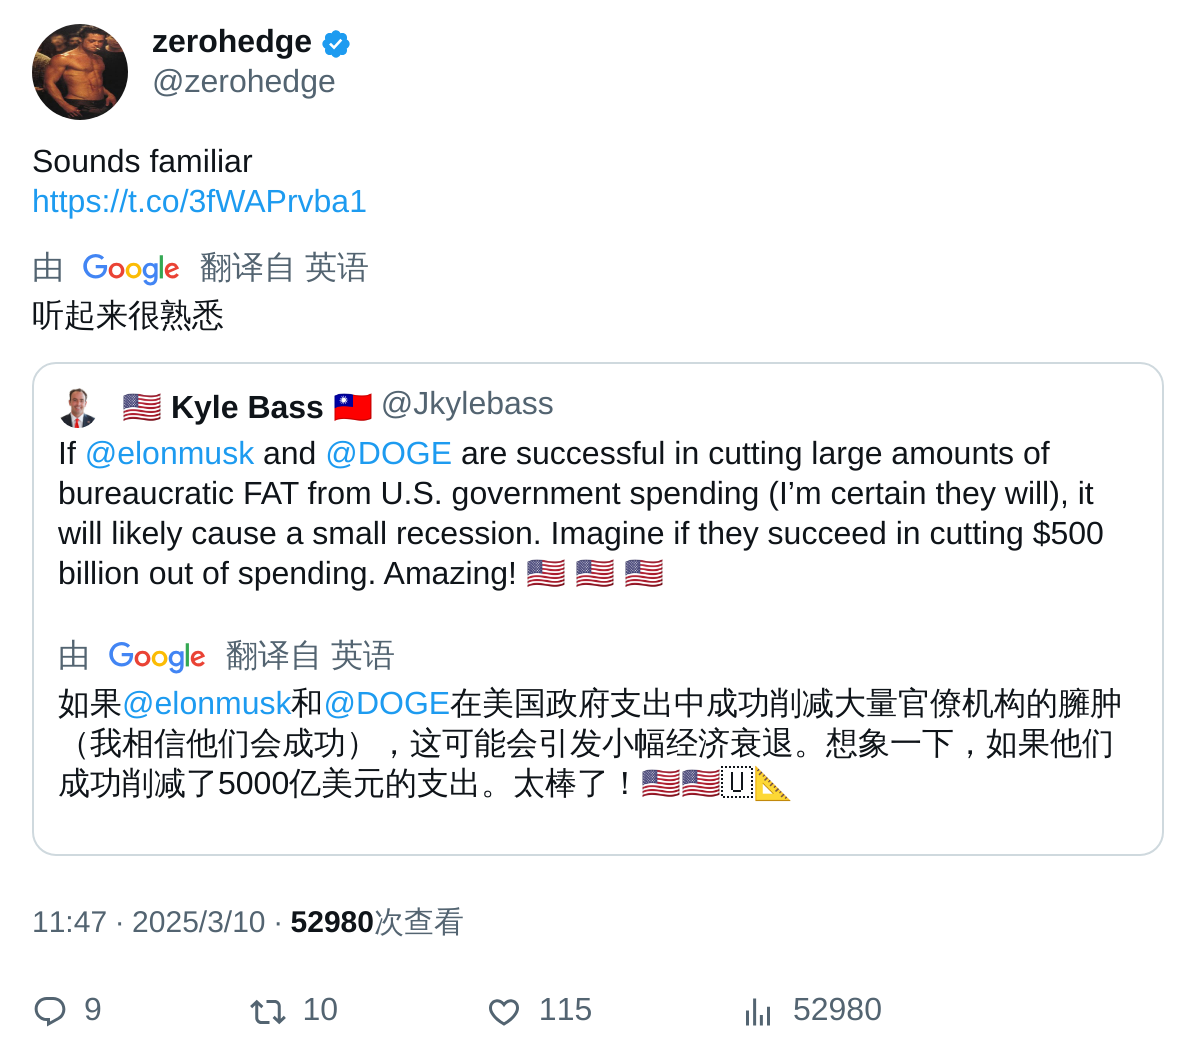 zerohedge
@zerohedge
Sounds familiar
https://t.co/3fWAPrvba1
由 Google 翻译自 英语
听起来很熟悉
🇺🇸 Kyle Bass 🇹🇼 @Jkylebass
If @elonmusk and @DOGE are successful in cutting large amounts of
bureaucratic FAT from U.S. government spending (I’m certain they will), it
will likely cause a small recession. Imagine if they succeed in cutting $500
billion out of spending. Amazing! 🇺🇸 🇺🇸 🇺🇸
由 Google 翻译自 英语
如果@elonmusk和@DOGE在美国政府支出中成功削减大量官僚机构的臃肿
（我相信他们会成功），这可能会引发小幅经济衰退。想象一下，如果他们
成功削减了5000亿美元的支出。太棒了！🇺🇸🇺🇸🇺📐
11:47 · 2025/3/10 · 52980次查看
9 10 115 52980